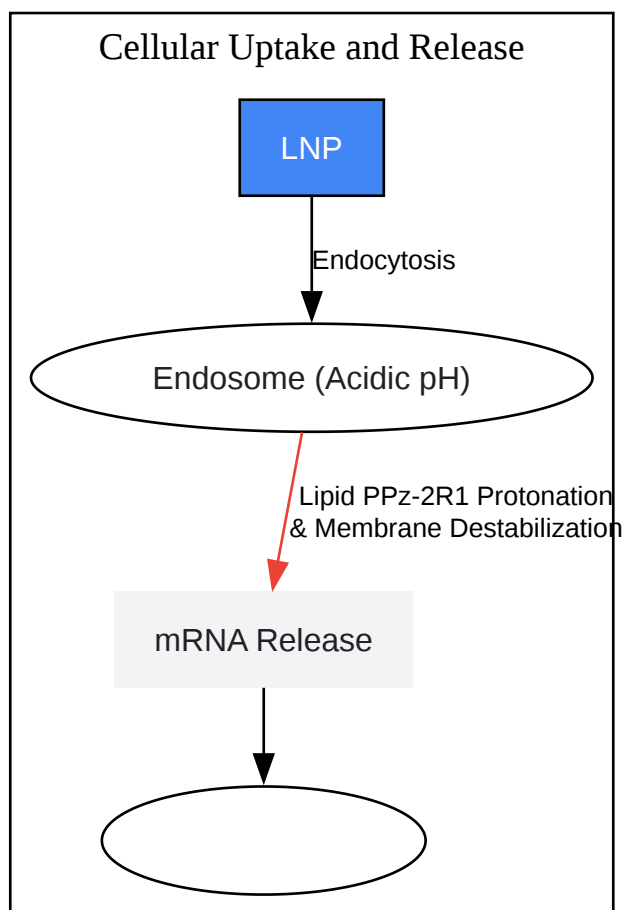 Cellular Uptake and Release
LNP
Endocytosis
Endosome (Acidic pH)
Lipid PPz-2R1 Protonation
& Membrane Destabilization
mRNA Release